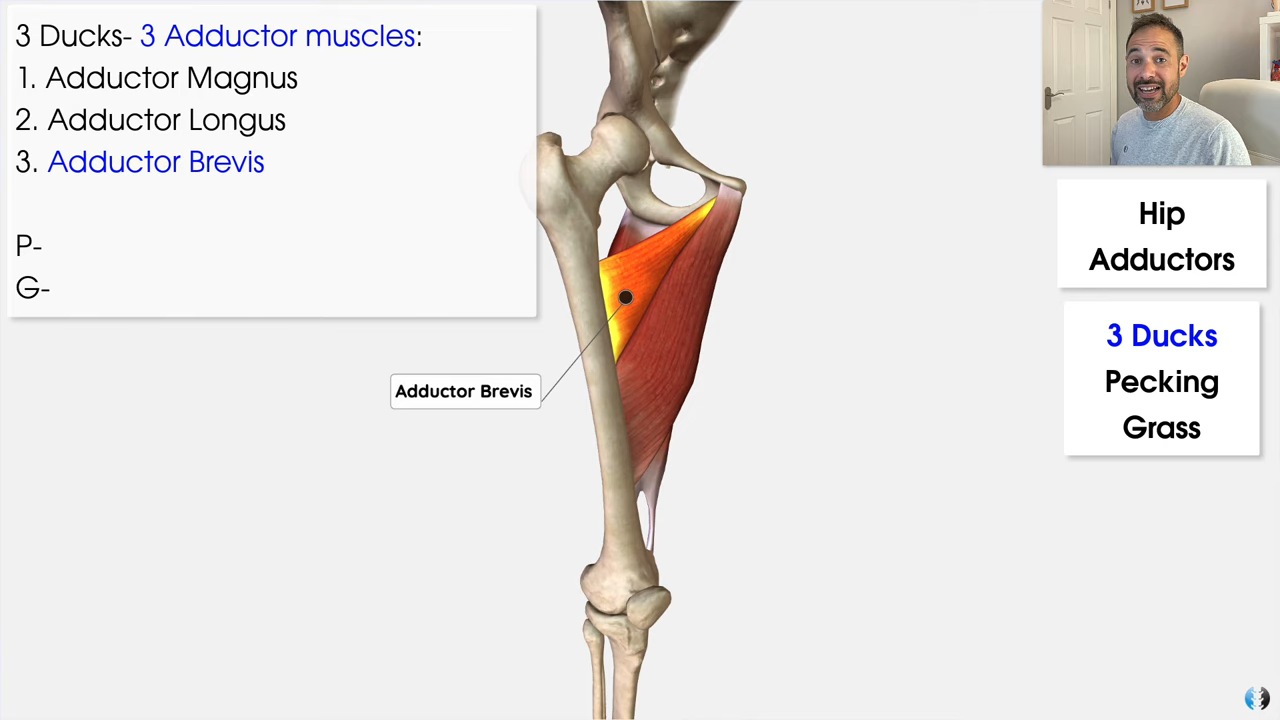 3 Ducks- 3 Adductor muscles:
1. Adductor Magnus
2. Adductor Longus
3. Adductor Brevis
P-
G-
Adductor Brevis
Hip
Adductors
3 Ducks
Pecking
Grass